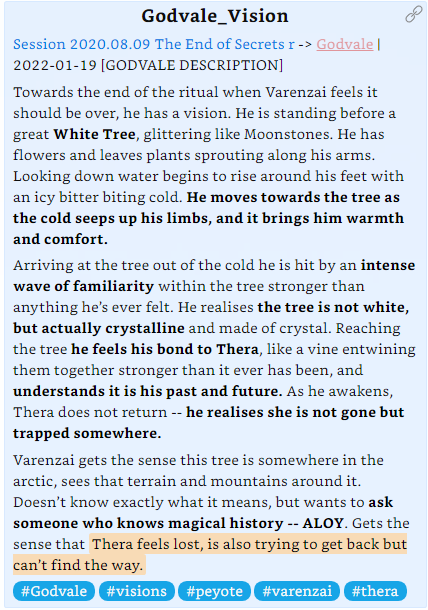 Godvale_Vision
Session 2020.08.09 The End of Secrets r -> Godvale |
2022-01-19 [GODVALE DESCRIPTION]
Towards the end of the ritual when Varenzai feels it
should be over, he has a vision. He is standing before a
great White Tree, glittering like Moonstones. He has
flowers and leaves plants sprouting along his arms.
Looking down water begins to rise around his feet with
an icy bitter biting cold. He moves towards the tree as
the cold seeps up his limbs, and it brings him warmth
and comfort.
Arriving at the tree out of the cold he is hit by an intense
wave of familiarity within the tree stronger than
anything he's ever felt. He realises the tree is not white,
but actually crystalline and made of crystal. Reaching
the tree he feels his bond to Thera, like a vine entwining
them together stronger than it ever has been, and
understands it is his past and future. As he awakens,
Thera does not return -- he realises she is not gone but
trapped somewhere.
Varenzai gets the sense this tree is somewhere in the
arctic, sees that terrain and mountains around it.
Doesn't know exactly what it means, but wants to ask
someone who knows magical history -- ALOY. Gets the
sense that Thera feels lost, is also trying to get back but
can't find the way.
#Godvale #visions #peyote #varenzai #thera